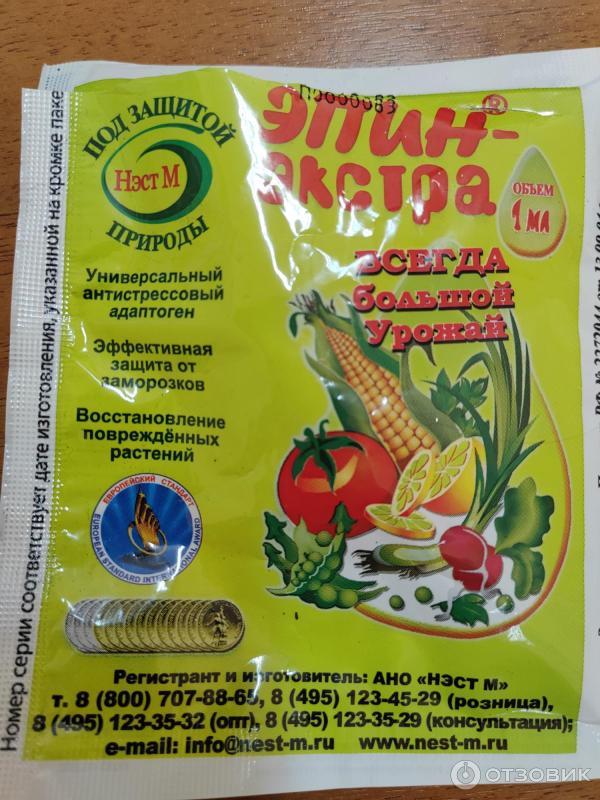 П0000083
ЭПИН-®
экстра
ОБЪЕМ
1 мл
ПОД ЗАЩИТОЙ
Нэст М
ПРИРОДЫ
ВСЕГДА
большой
Урожай
Универсальный
антистрессовый
адаптоген
Эффективная
защита от
заморозков
Восстановление
повреждённых
растений
ЕВРОПЕЙСКИЙ СТАНДАРТ
EUROPEAN STANDARD INTERNATIONAL AWARD
Регистрант и изготовитель: АНО «НЭСТ М»
т. 8 (800) 707-88-65, 8 (495) 123-45-29 (розница),
8 (495) 123-35-32 (опт), 8 (495) 123-35-29 (консультация);
e-mail: info@nest-m.ru www.nest-m.ru
Номер серии соответствует дате изготовления, указанной на кромке паке
ОТЗОВИК